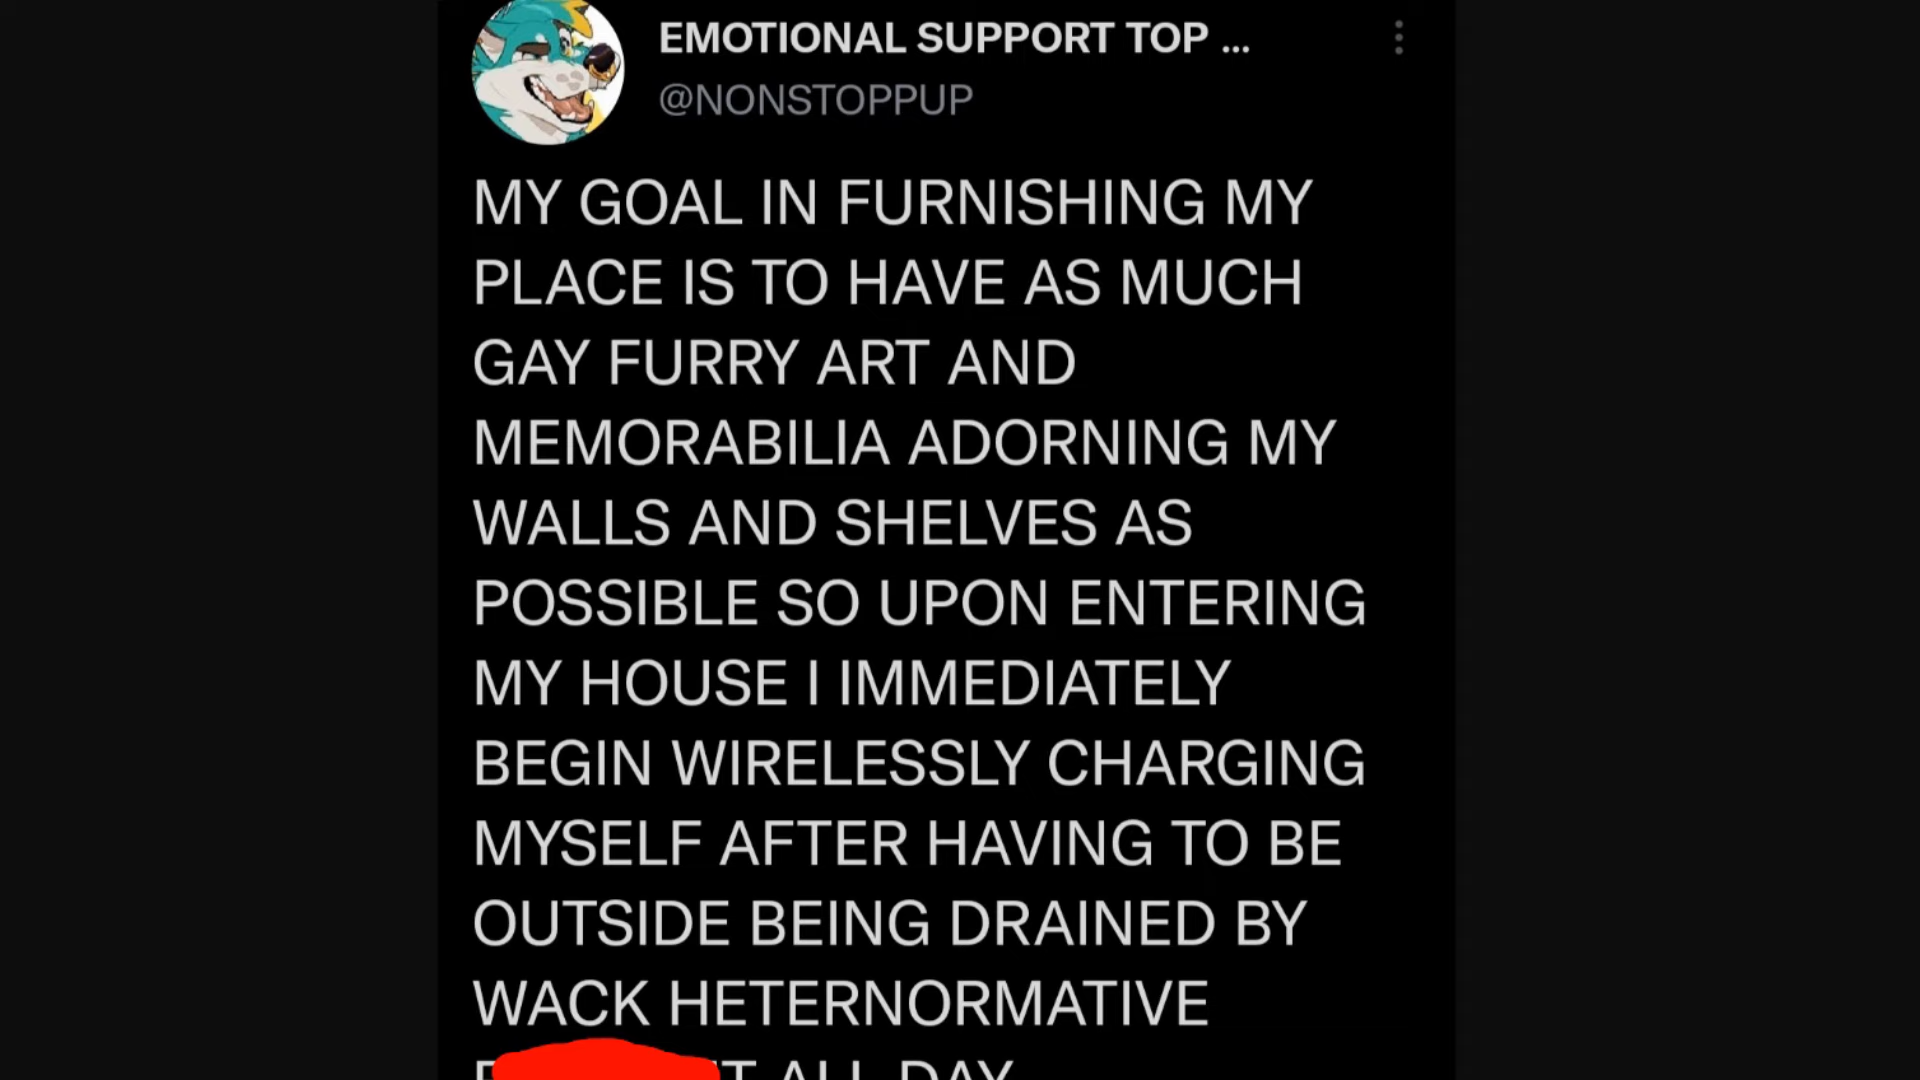 EMOTIONAL SUPPORT TOP ...
@NONSTOPPUP
MY GOAL IN FURNISHING MY
PLACE IS TO HAVE AS MUCH
GAY FURRY ART AND
MEMORABILIA ADORNING MY
WALLS AND SHELVES AS
POSSIBLE SO UPON ENTERING
MY HOUSE I IMMEDIATELY
BEGIN WIRELESSLY CHARGING
MYSELF AFTER HAVING TO BE
OUTSIDE BEING DRAINED BY
WACK HETERNORMATIVE
ALL DAY